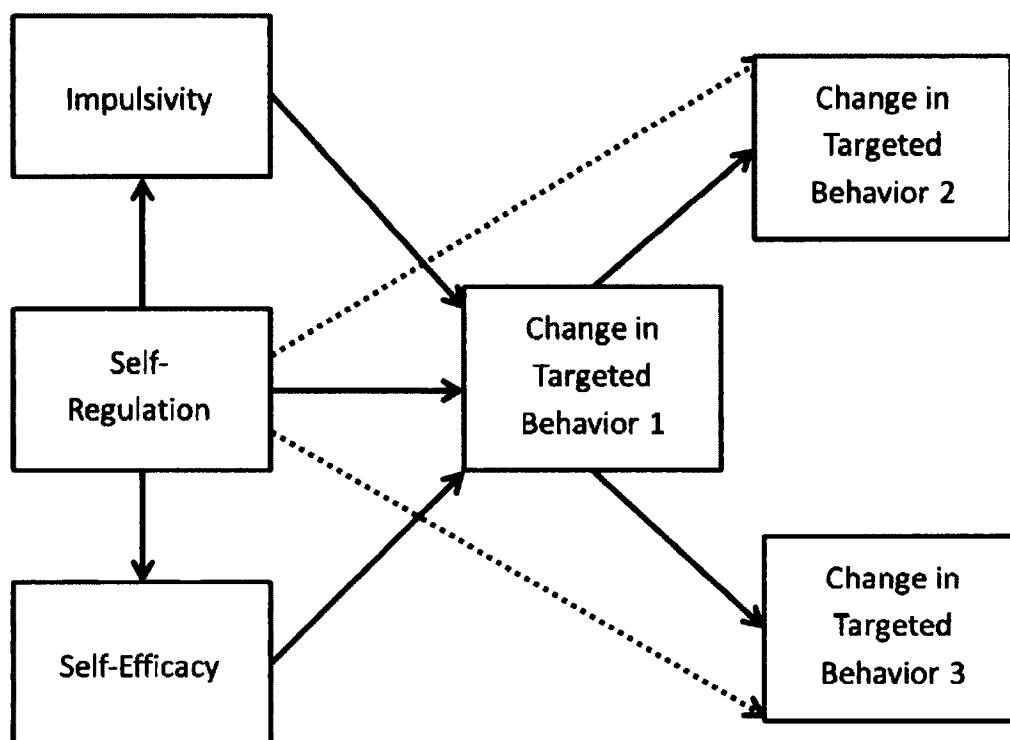 Impulsivity
Self-
Regulation
Self-Efficacy
Change in
Targeted
Behavior 1
Change in
Targeted
Behavior 2
Change in
Targeted
Behavior 3